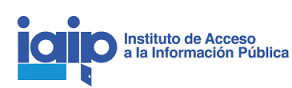 iaip
Instituto de Acceso
a la Información Pública